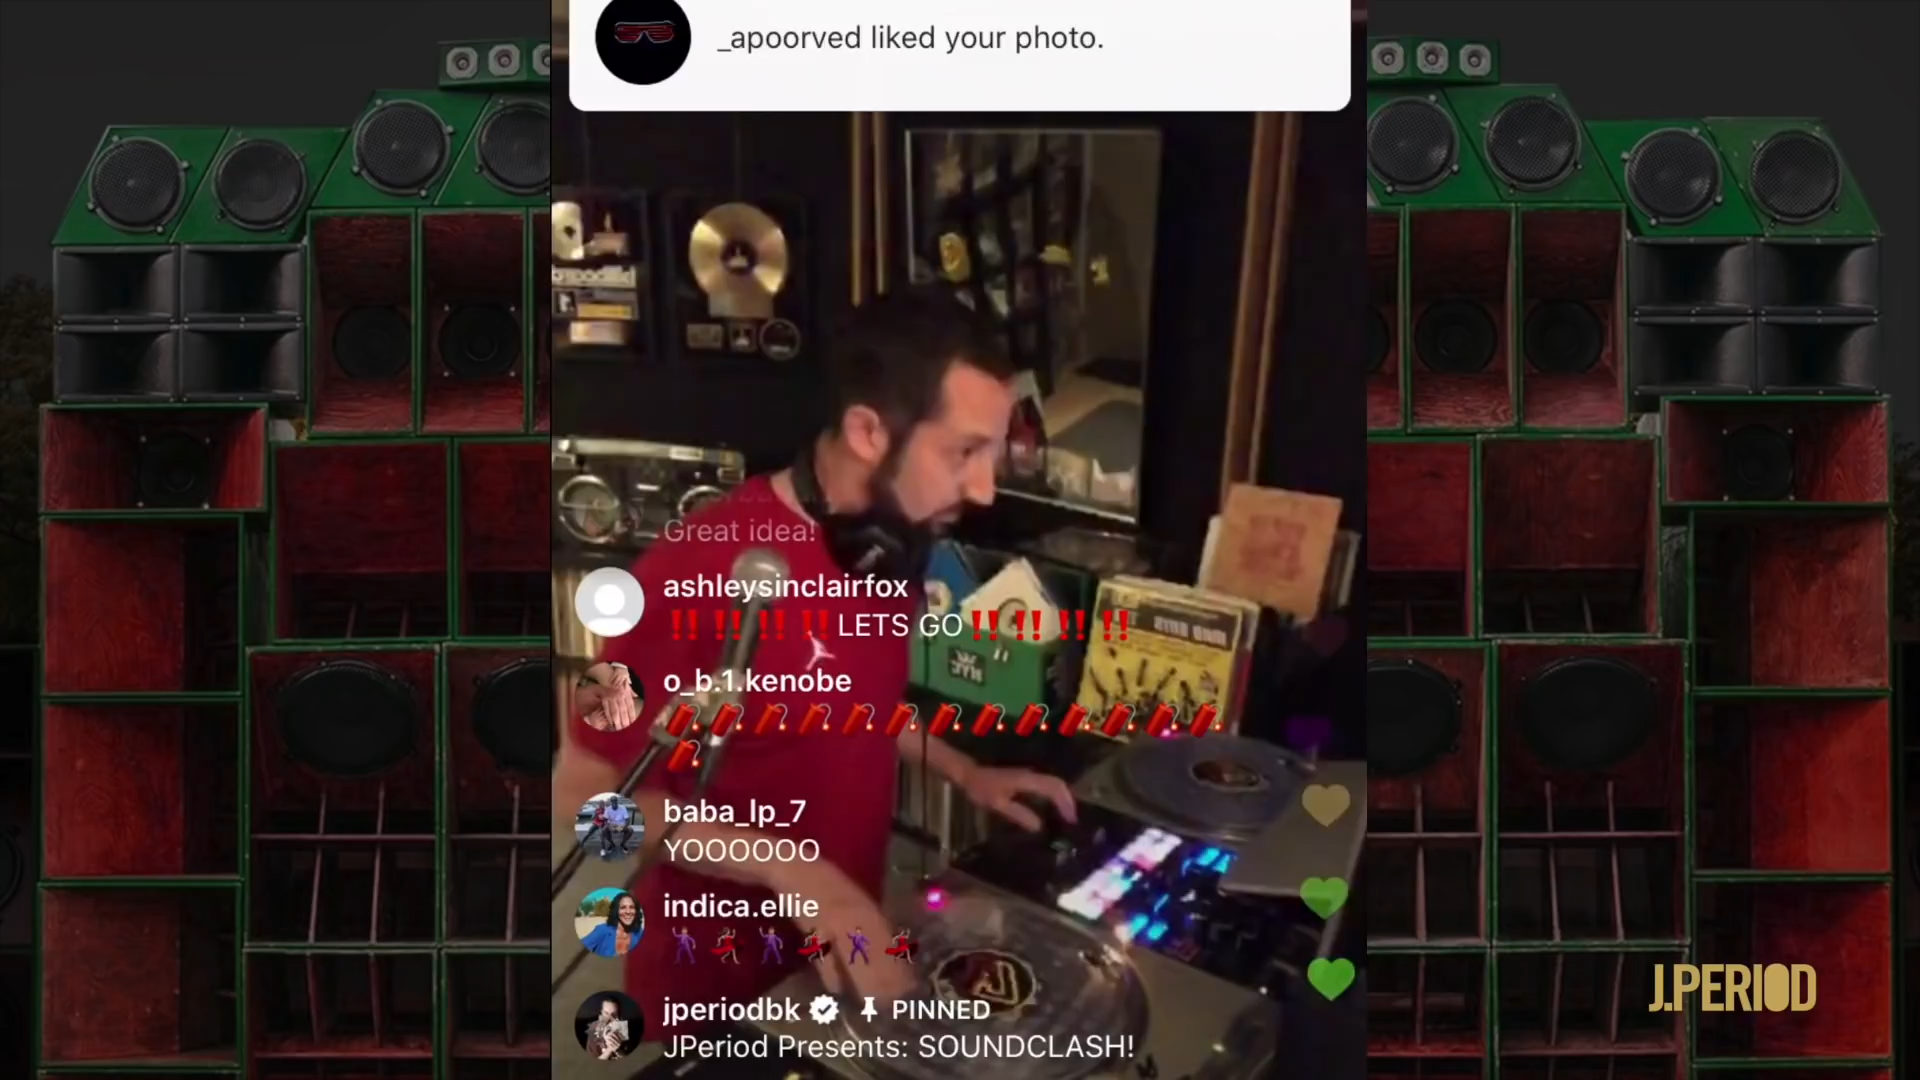 _apoorved liked your photo.
Great idea!
ashleysinclairfox
‼️‼️‼️‼️LETS GO‼️‼️‼️‼️
o_b.1.kenobe
🧨🧨🧨🧨🧨🧨🧨🧨🧨🧨🧨🧨🧨
🧨
baba_lp_7
YOOOOOO
indica.ellie
🕺💃🕺💃🕺💃
jperiodbk PINNED
JPeriod Presents: SOUNDCLASH!
J.PERIOD